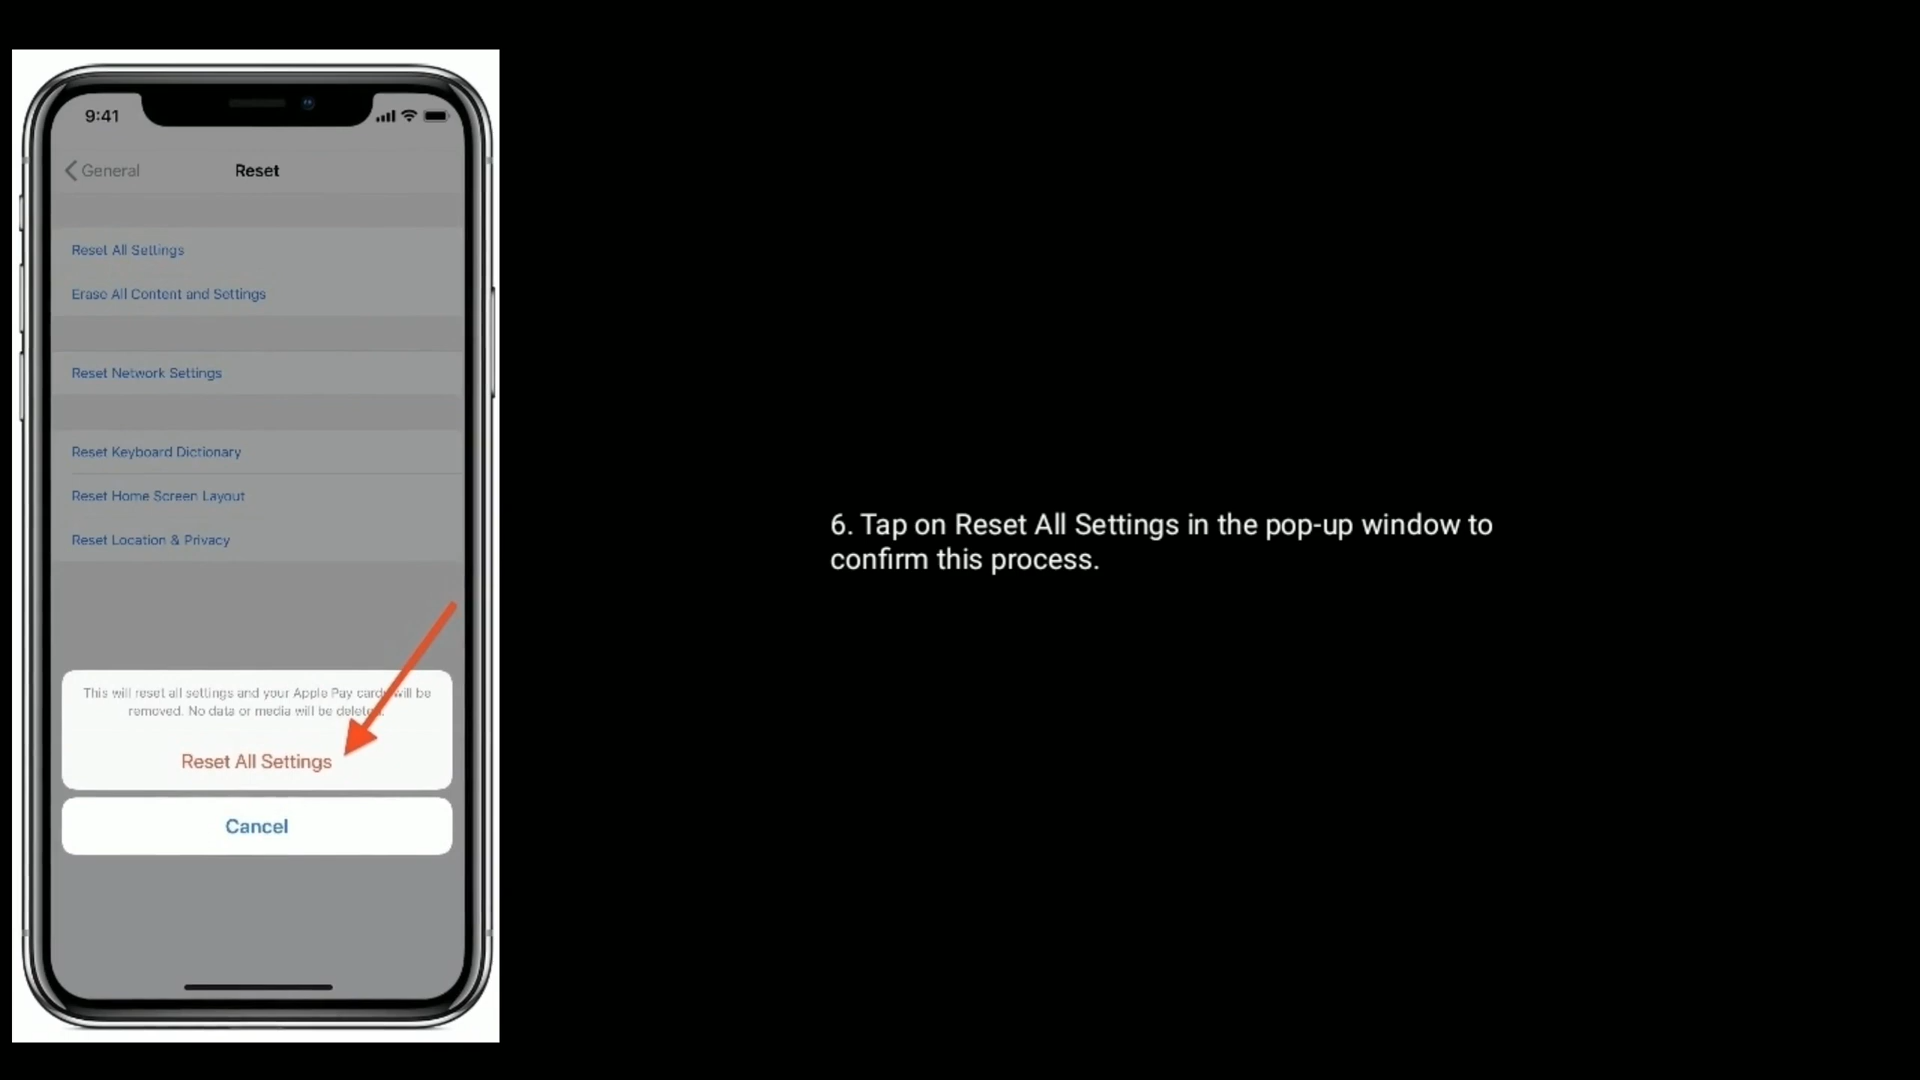 9:41
General
Reset
Reset All Settings
Erase All Content and Settings
Reset Network Settings
Reset Keyboard Dictionary
Reset Home Screen Layout
Reset Location & Privacy
This will reset all settings and your Apple Pay cards will be
removed. No data or media will be deleted.
Reset All Settings
Cancel
6. Tap on Reset All Settings in the pop-up window to
confirm this process.